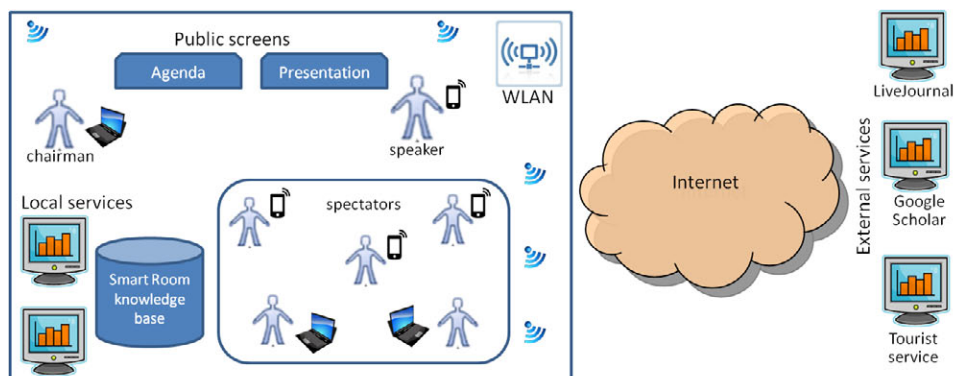 Public screens
Agenda
Presentation
WLAN
chairman
speaker
Local services
Smart Room
knowledge
base
spectators
Internet
External services
LiveJournal
Google
Scholar
Tourist
service